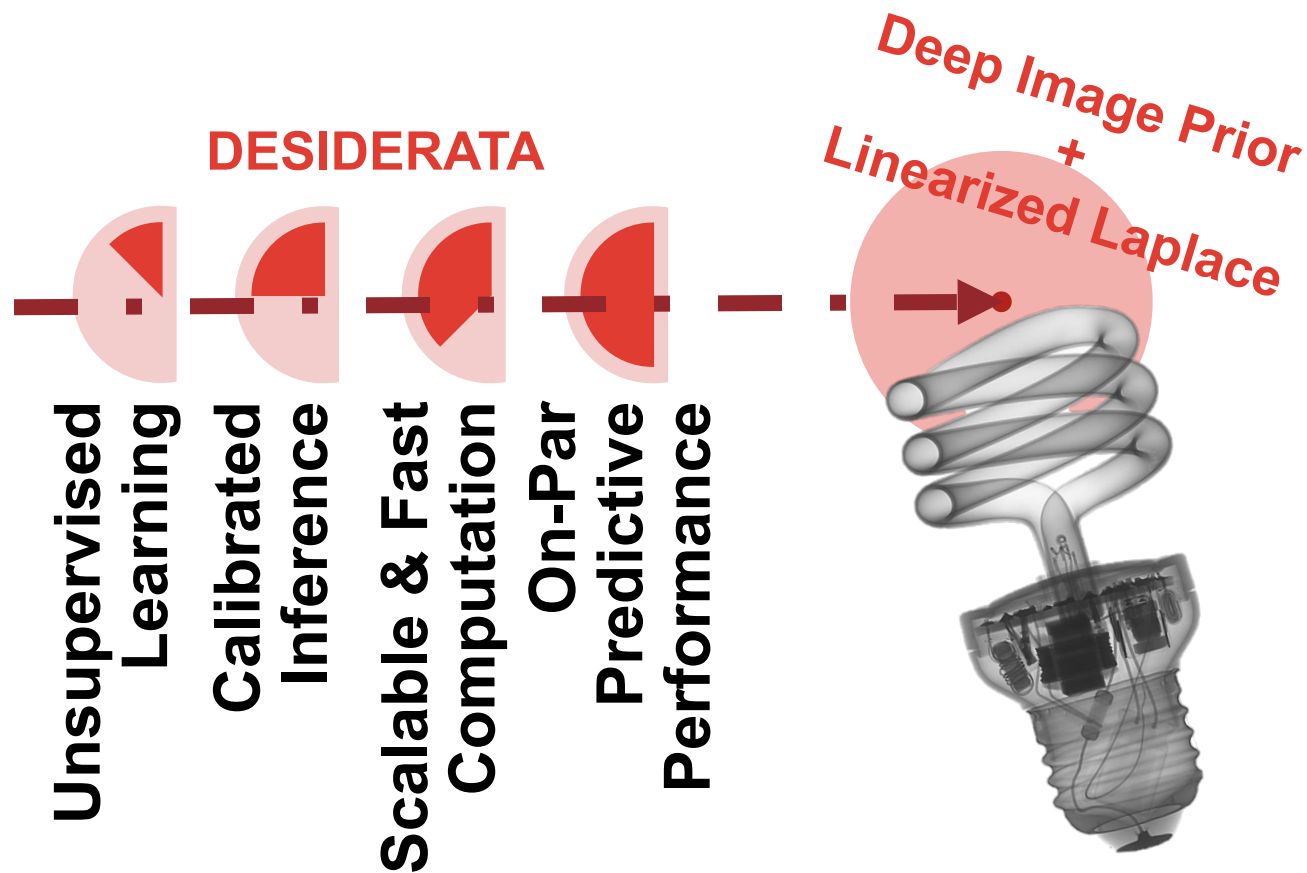 DESIDERATA
Deep Image Prior
+
Linearized Laplace
Unsupervised
Learning
Calibrated
Inference
Scalable & Fast
Computation
On-Par
Predictive
Performance